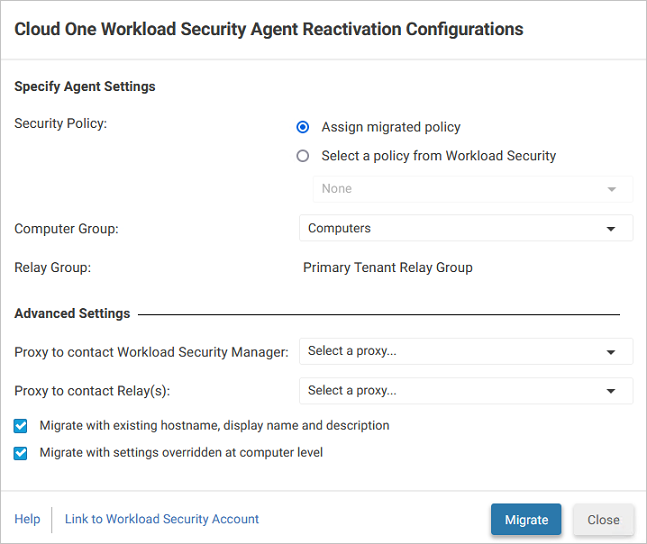 Cloud One Workload Security Agent Reactivation Configurations
Specify Agent Settings
Security Policy:
Assign migrated policy
Select a policy from Workload Security
None
Computer Group:
Computers
Relay Group:
Primary Tenant Relay Group
Advanced Settings
Proxy to contact Workload Security Manager:
Select a proxy...
Proxy to contact Relay(s):
Select a proxy...
Migrate with existing hostname, display name and description
Migrate with settings overridden at computer level
Help
Link to Workload Security Account
Migrate
Close